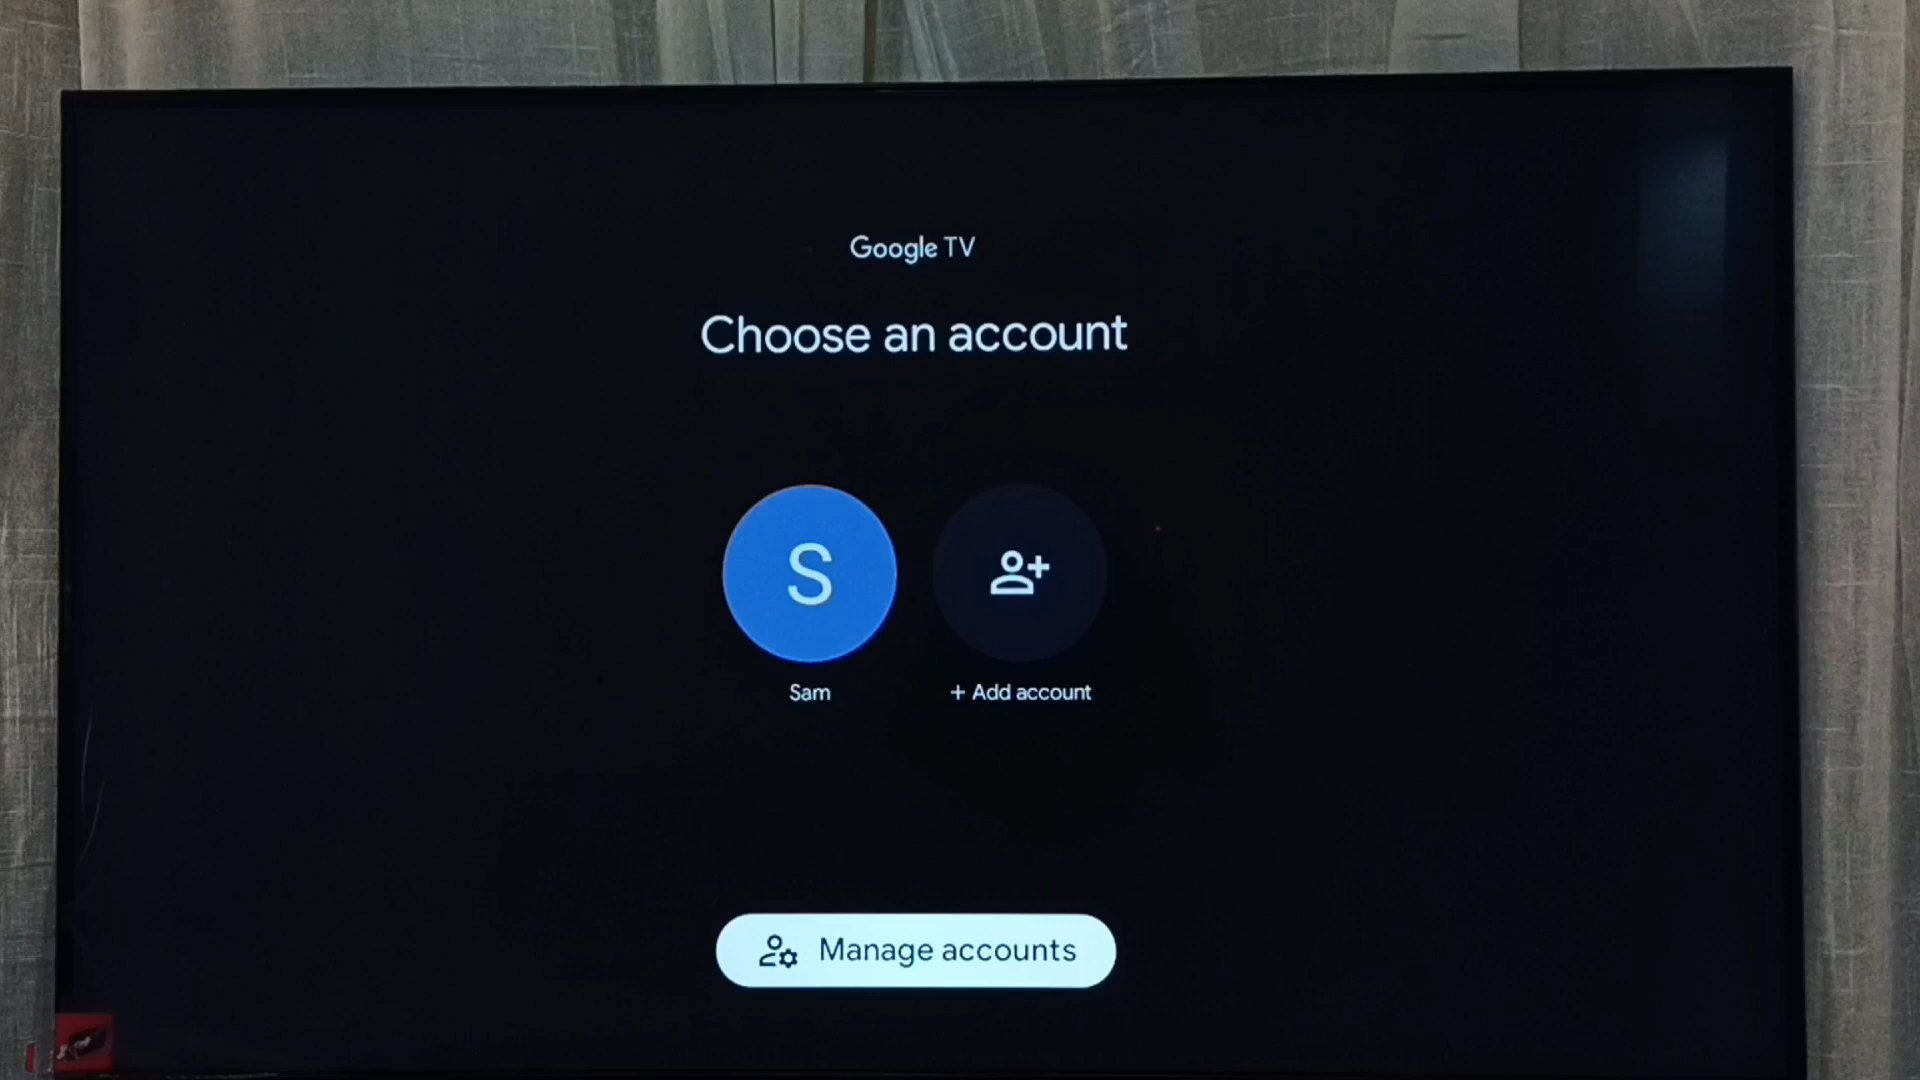 Google TV
Choose an account
S
Sam
+ Add account
Manage accounts